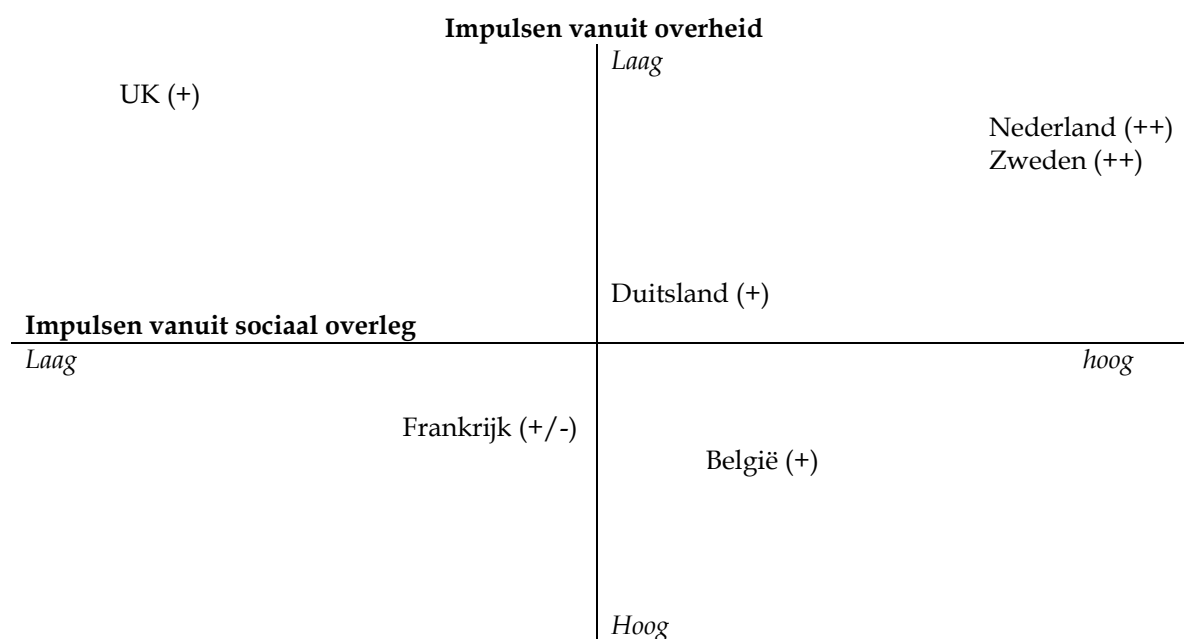 Impulsen vanuit overheid
Laag
UK (+)
Nederland (++)
Zweden (++)
Duitsland (+)
Impulsen vanuit sociaal overleg
Laag
hoog
Frankrijk (+/-)
België (+)
Hoog